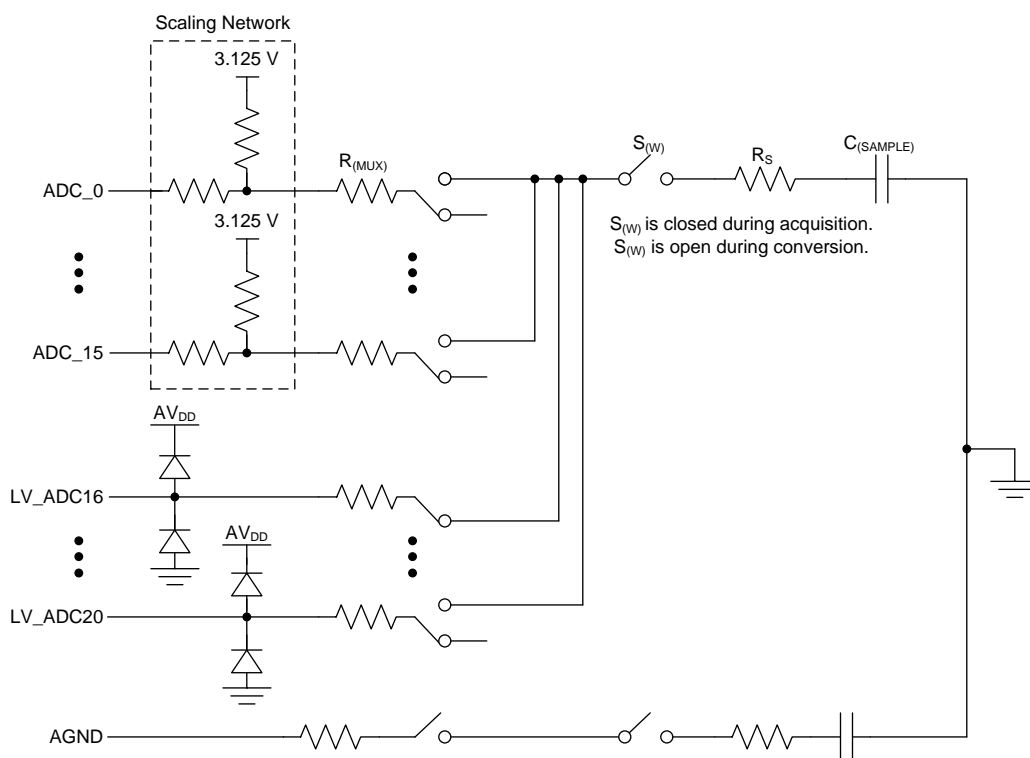 Scaling Network
3.125 V
R(MUX)
S(W)
RS
C(SAMPLE)
ADC_0
3.125 V
S(W) is closed during acquisition.
S(W) is open during conversion.
ADC_15
AVDD
LV_ADC16
AVDD
LV_ADC20
AGND